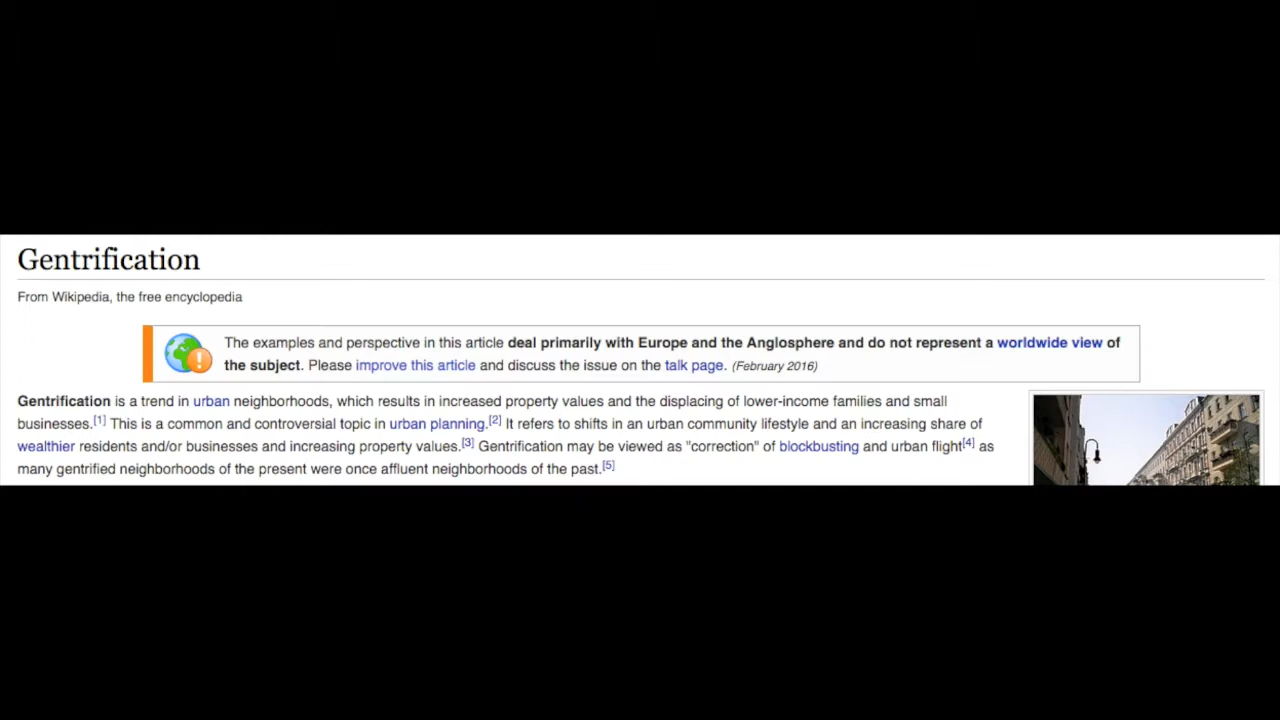 Gentrification
From Wikipedia, the free encyclopedia
The examples and perspective in this article deal primarily with Europe and the Anglosphere and do not represent a worldwide view of
the subject. Please improve this article and discuss the issue on the talk page. (February 2016)
Gentrification is a trend in urban neighborhoods, which results in increased property values and the displacing of lower-income families and small
businesses.[1] This is a common and controversial topic in urban planning.[2] It refers to shifts in an urban community lifestyle and an increasing share of
wealthier residents and/or businesses and increasing property values.[3] Gentrification may be viewed as "correction" of blockbusting and urban flight[4] as
many gentrified neighborhoods of the present were once affluent neighborhoods of the past.[5]